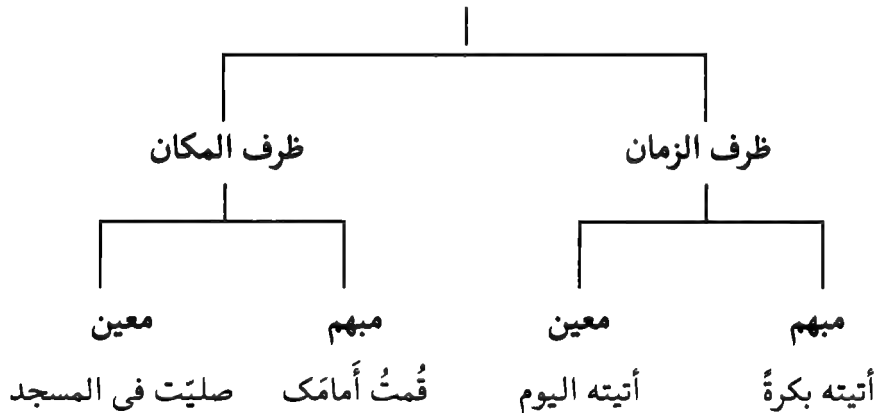 ظرف الزمان ظرف المكان
مبهم معين مبهم معين
أتيته بكرةً أتيته اليوم قُمتُ أَمامَک صليّت في المسجد